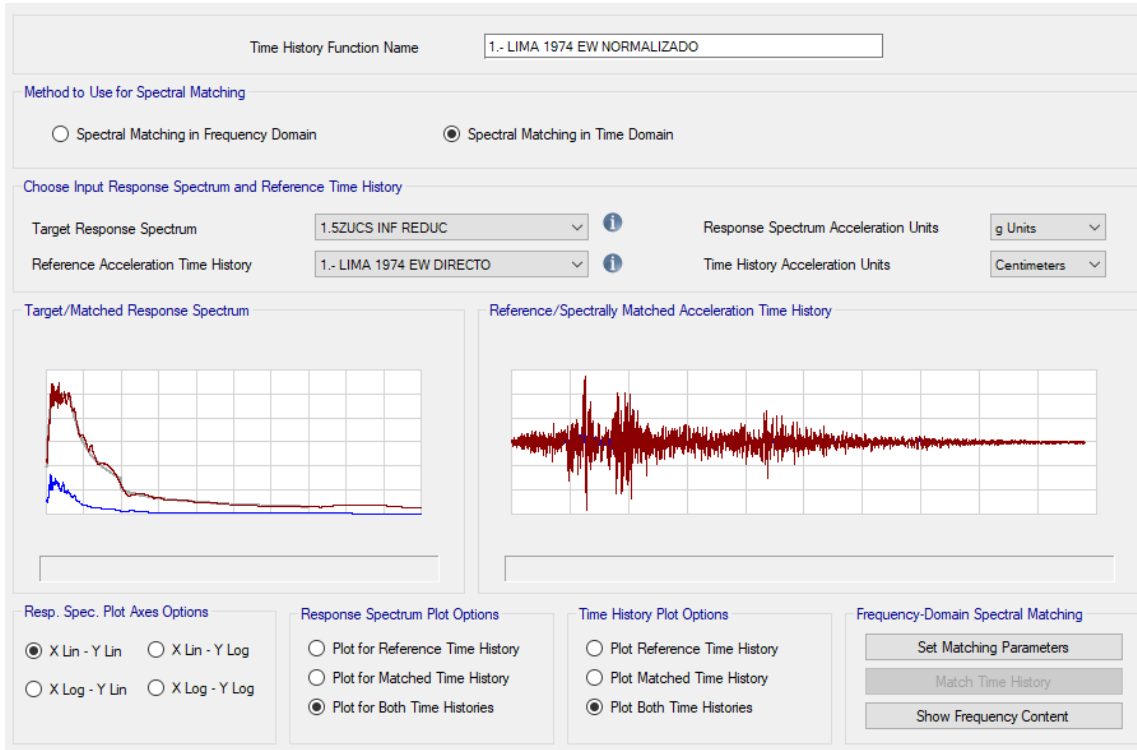 Time History Function Name
1.- LIMA 1974 EW NORMALIZADO
Method to Use for Spectral Matching
Spectral Matching in Frequency Domain
Spectral Matching in Time Domain
Choose Input Response Spectrum and Reference Time History
Target Response Spectrum
1.5ZUCS INF REDUC
Response Spectrum Acceleration Units
g Units
Reference Acceleration Time History
1.- LIMA 1974 EW DIRECTO
Time History Acceleration Units
Centimeters
Target/Matched Response Spectrum
Reference/Spectrally Matched Acceleration Time History
Resp. Spec. Plot Axes Options
X Lin - Y Lin
X Lin - Y Log
X Log - Y Lin
X Log - Y Log
Response Spectrum Plot Options
Plot for Reference Time History
Plot for Matched Time History
Plot for Both Time Histories
Time History Plot Options
Plot Reference Time History
Plot Matched Time History
Plot Both Time Histories
Frequency-Domain Spectral Matching
Set Matching Parameters
Match Time History
Show Frequency Content